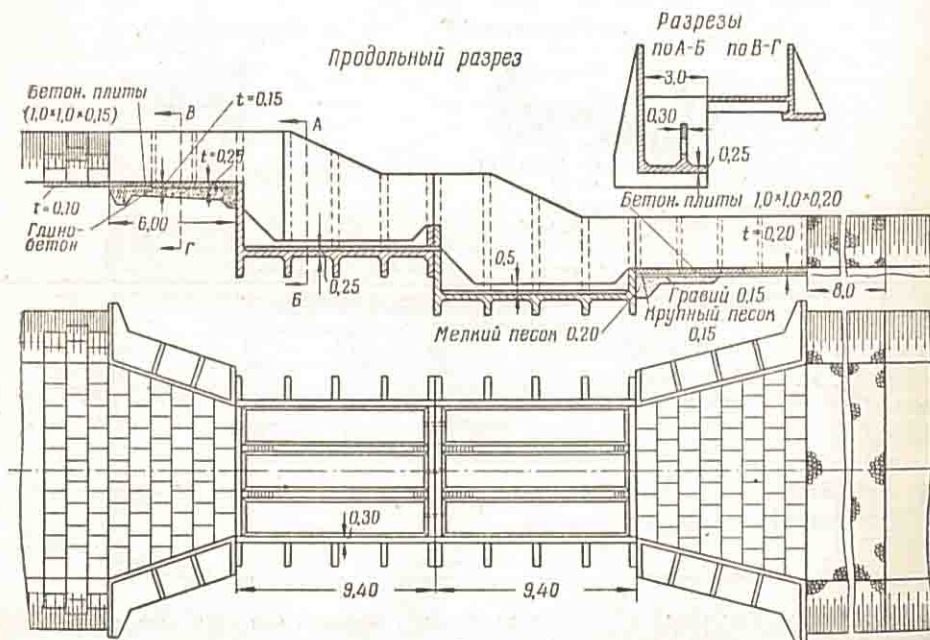 Продольный разрез
Разрезы
по А-Б по В-Г
3,0
0,30
0,25
Бетон. плиты
(1,0×1,0×0,15)
В
t=0.15
А
t=0,25
t=0,10
6,00
Глино-
бетон
Г
Б
0,25
0,5
Бетон. плиты 1,0×1,0×0,20
t=0,20
8,0
Гравий 0,15
Крупный песок
0,15
Мелкий песок 0.20
0,30
9,40
9,40